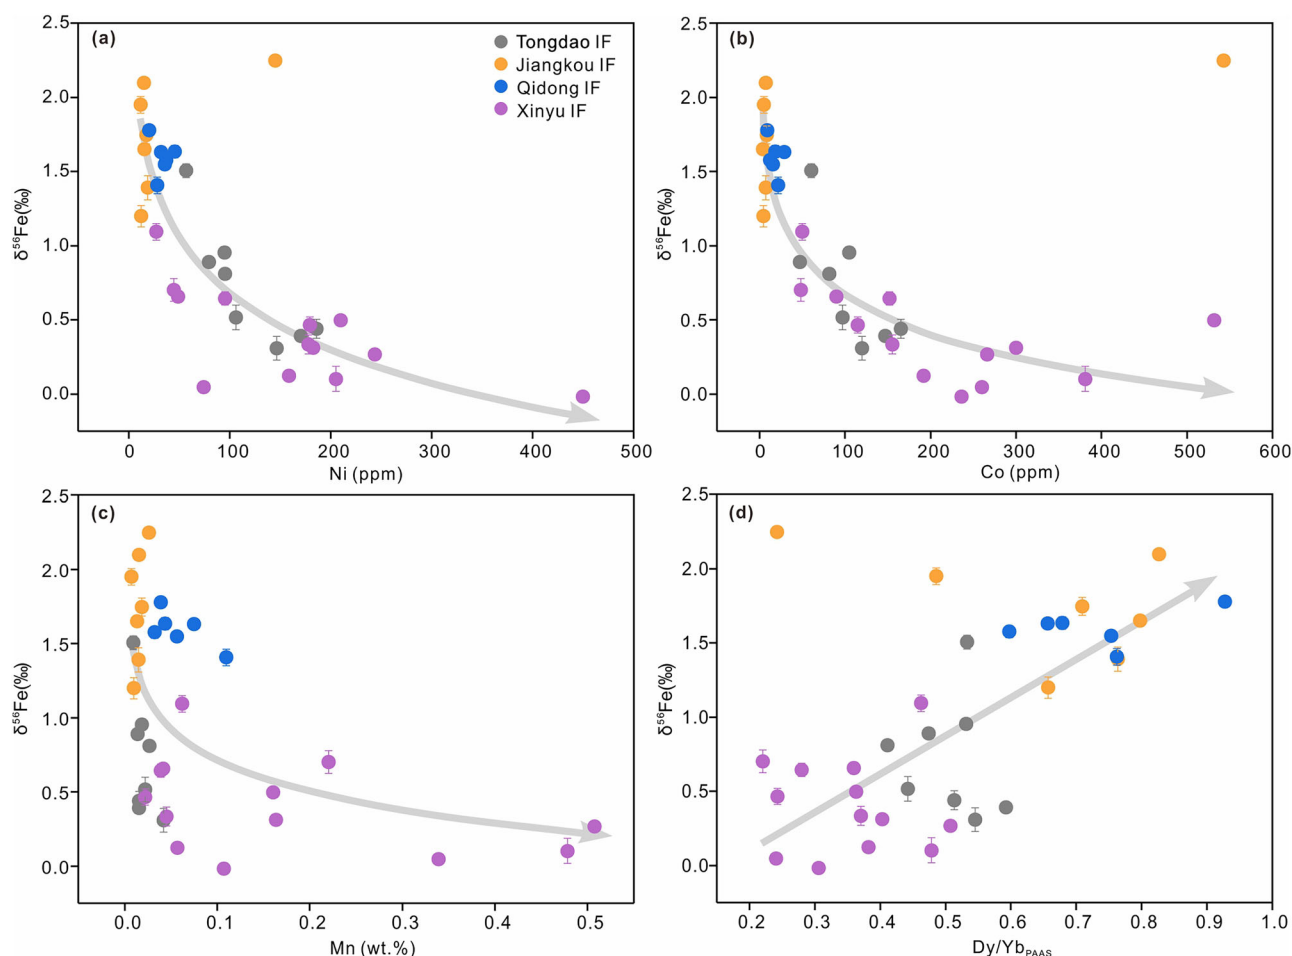 (a)
Tongdao IF
Jiangkou IF
Qidong IF
Xinyu IF
2.5
2.0
1.5
1.0
0.5
0.0
δ⁵⁶Fe(‰)
0 100 200 300 400 500
Ni (ppm)
(b)
2.5
2.0
1.5
1.0
0.5
0.0
δ⁵⁶Fe(‰)
0 100 200 300 400 500 600
Co (ppm)
(c)
2.5
2.0
1.5
1.0
0.5
0.0
δ⁵⁶Fe(‰)
0.0 0.1 0.2 0.3 0.4 0.5
Mn (wt.%)
(d)
2.5
2.0
1.5
1.0
0.5
0.0
δ⁵⁶Fe(‰)
0.2 0.3 0.4 0.5 0.6 0.7 0.8 0.9 1.0
Dy/Yb_PAAS